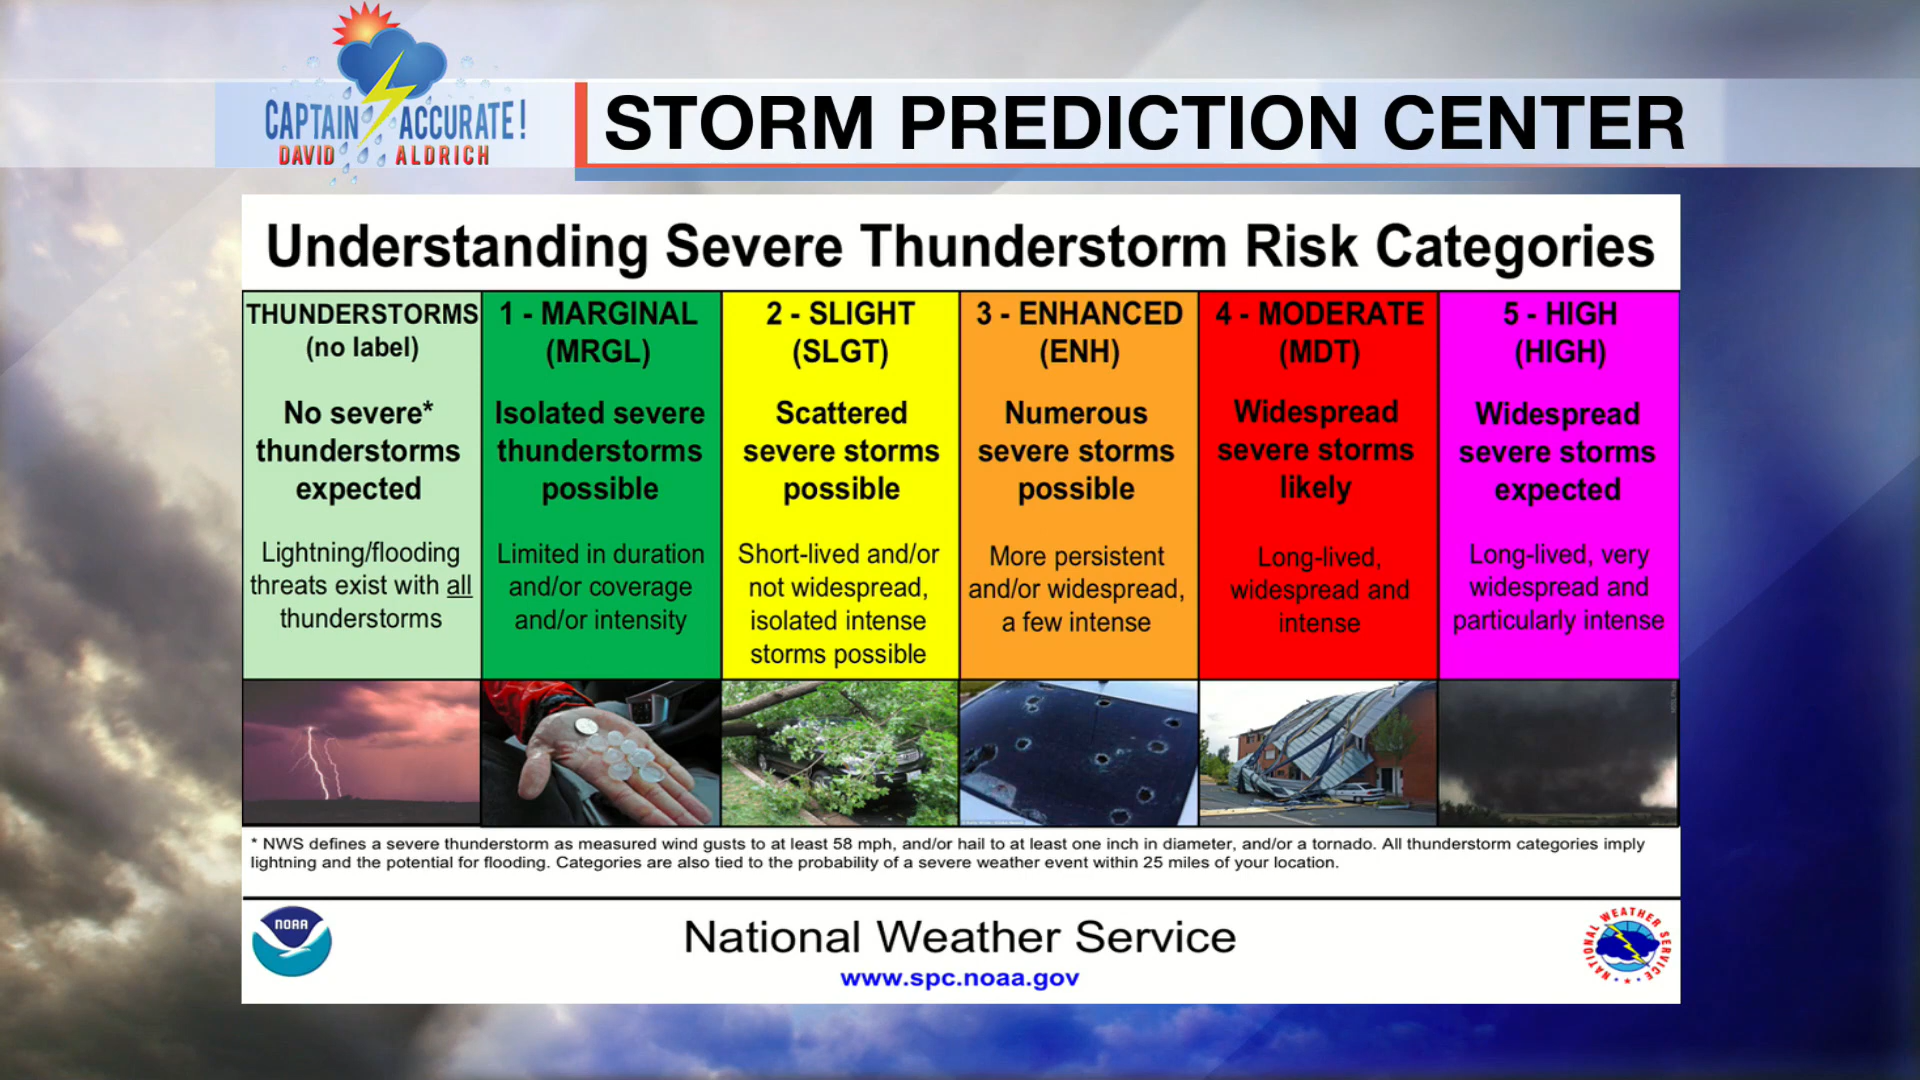 CAPTAIN ACCURATE!
DAVID ALDRICH
STORM PREDICTION CENTER
Understanding Severe Thunderstorm Risk Categories
THUNDERSTORMS
(no label)
No severe*
thunderstorms
expected
Lightning/flooding
threats exist with all
thunderstorms
1 - MARGINAL
(MRGL)
Isolated severe
thunderstorms
possible
Limited in duration
and/or coverage
and/or intensity
2 - SLIGHT
(SLGT)
Scattered
severe storms
possible
Short-lived and/or
not widespread,
isolated intense
storms possible
3 - ENHANCED
(ENH)
Numerous
severe storms
possible
More persistent
and/or widespread,
a few intense
4 - MODERATE
(MDT)
Widespread
severe storms
likely
Long-lived,
widespread and
intense
5 - HIGH
(HIGH)
Widespread
severe storms
expected
Long-lived, very
widespread and
particularly intense
* NWS defines a severe thunderstorm as measured wind gusts to at least 58 mph, and/or hail to at least one inch in diameter, and/or a tornado. All thunderstorm categories imply
lightning and the potential for flooding. Categories are also tied to the probability of a severe weather event within 25 miles of your location.
NOAA
National Weather Service
www.spc.noaa.gov
NATIONAL WEATHER SERVICE